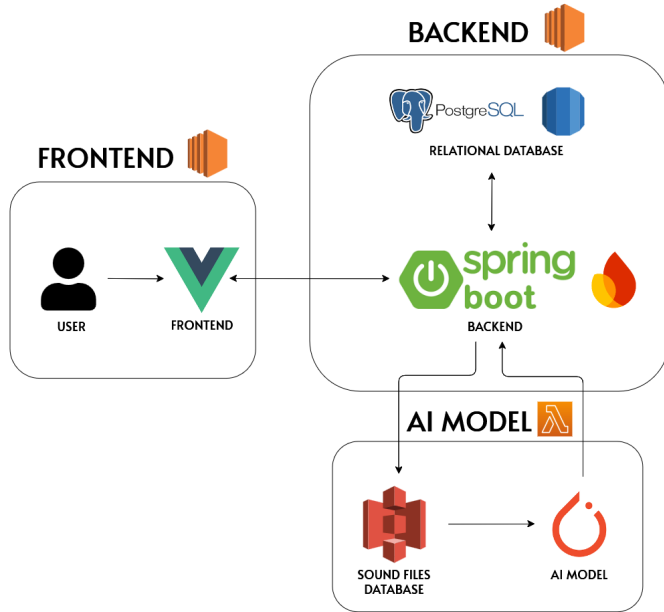 BACKEND
PostgreSQL
RELATIONAL DATABASE
FRONTEND
USER
FRONTEND
spring
boot
BACKEND
AI MODEL
λ
SOUND FILES
DATABASE
AI MODEL